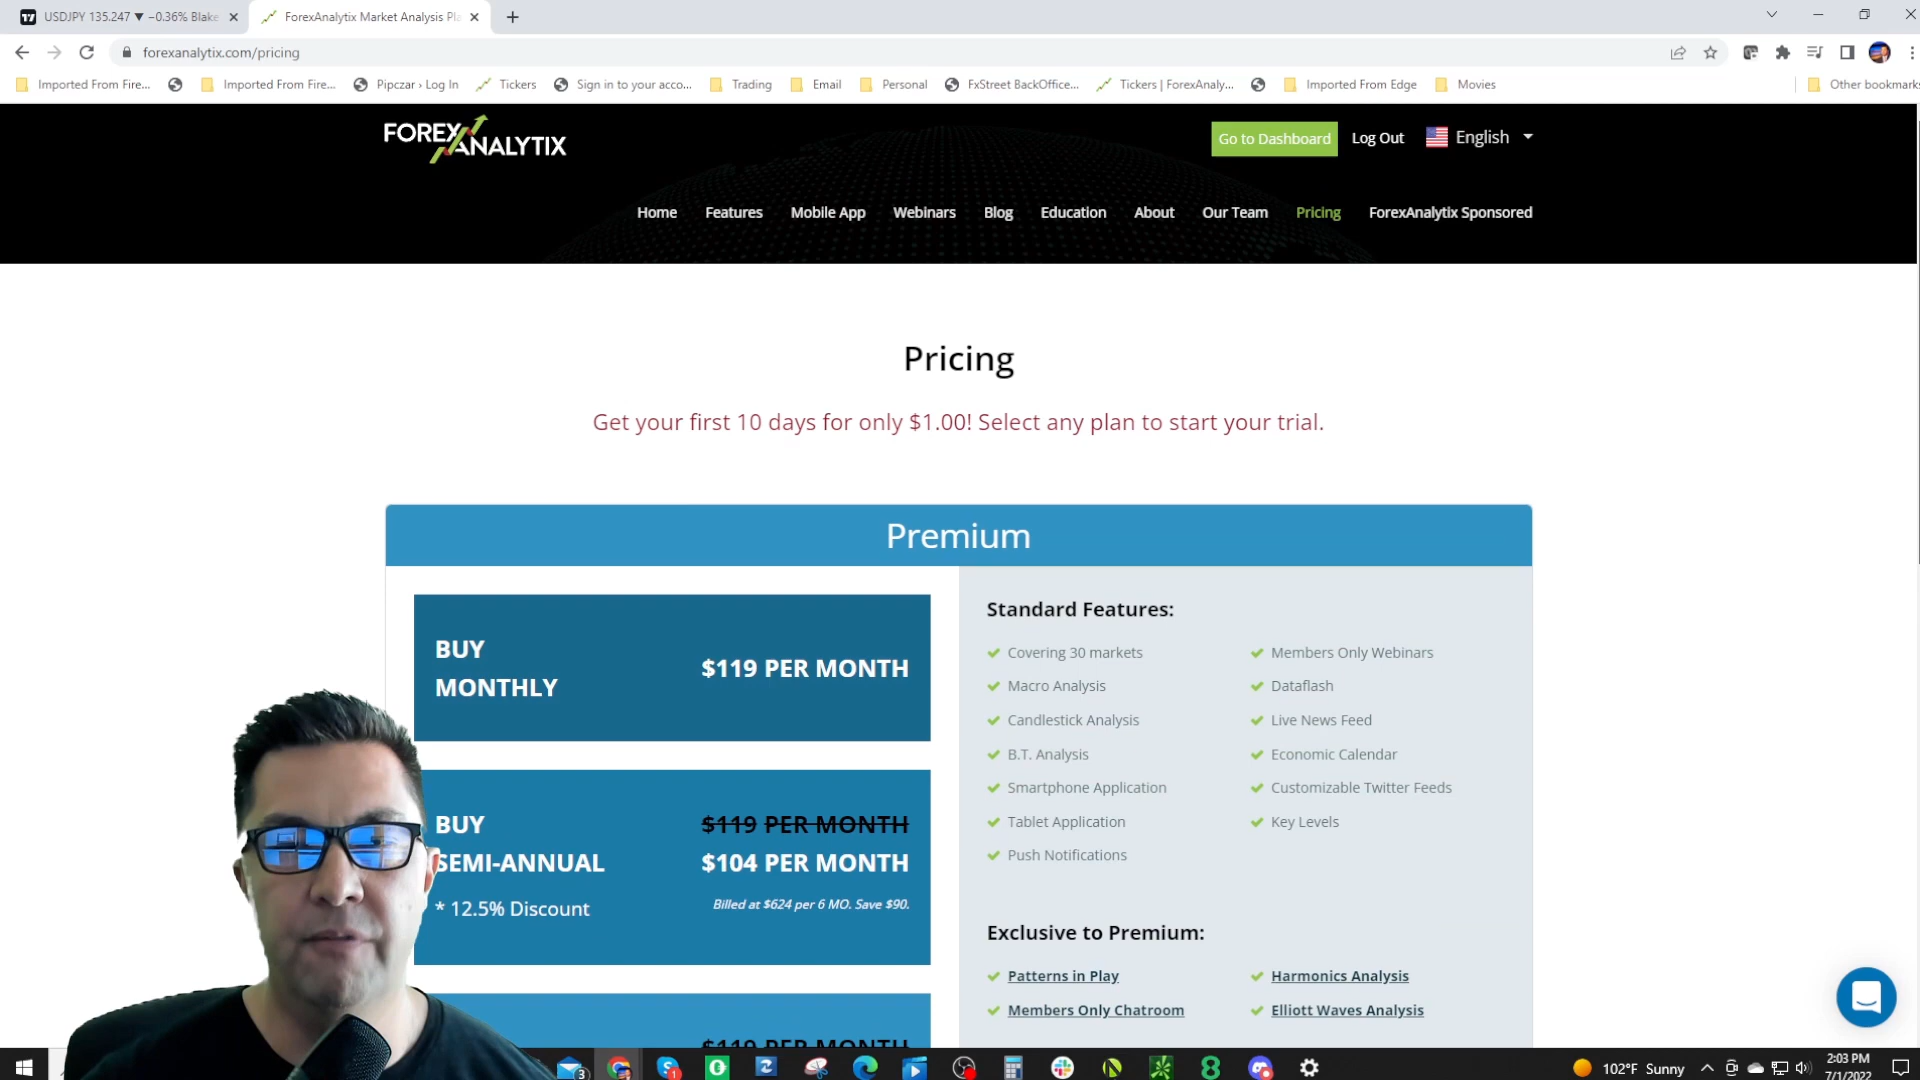 USDJPY 135.247 ▼ −0.36% Blake
ForexAnalytix Market Analysis Pla
forexanalytix.com/pricing
Imported From Fire...
Imported From Fire...
Pipczar › Log In
Tickers
Sign in to your acco...
Trading
Email
Personal
FxStreet BackOffice...
Tickers | ForexAnaly...
Imported From Edge
Movies
Other bookmarks
FOREX ANALYTIX
Go to Dashboard
Log Out
English
Home
Features
Mobile App
Webinars
Blog
Education
About
Our Team
Pricing
ForexAnalytix Sponsored
Pricing
Get your first 10 days for only $1.00! Select any plan to start your trial.
Premium
BUY
MONTHLY
$119 PER MONTH
BUY
SEMI-ANNUAL
* 12.5% Discount
$119 PER MONTH
$104 PER MONTH
Billed at $624 per 6 MO. Save $90.
$119 PER MONTH
Standard Features:
Covering 30 markets
Macro Analysis
Candlestick Analysis
B.T. Analysis
Smartphone Application
Tablet Application
Push Notifications
Members Only Webinars
Dataflash
Live News Feed
Economic Calendar
Customizable Twitter Feeds
Key Levels
Exclusive to Premium:
Patterns in Play
Members Only Chatroom
Harmonics Analysis
Elliott Waves Analysis
3
1
102°F Sunny
2:03 PM
7/1/2022